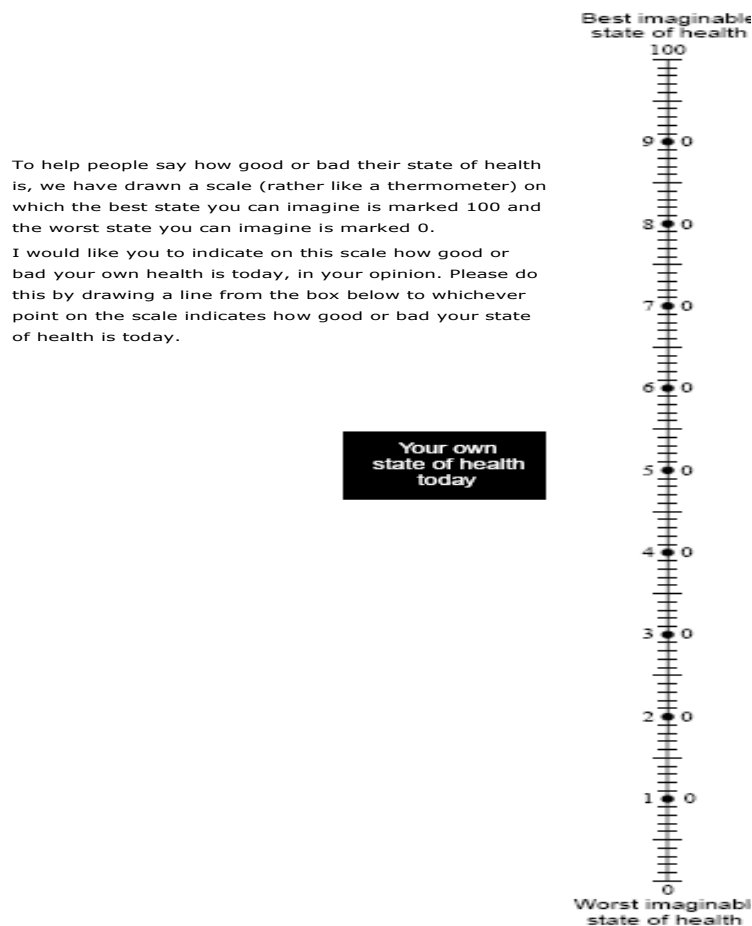 Best imaginable
state of health
100
9 0
To help people say how good or bad their state of health
is, we have drawn a scale (rather like a thermometer) on
which the best state you can imagine is marked 100 and
the worst state you can imagine is marked 0.
8 0
I would like you to indicate on this scale how good or
bad your own health is today, in your opinion. Please do
this by drawing a line from the box below to whichever
point on the scale indicates how good or bad your state
of health is today.
7 0
6 0
Your own
state of health
today
5 0
4 0
3 0
2 0
1 0
0
Worst imaginabl
state of health